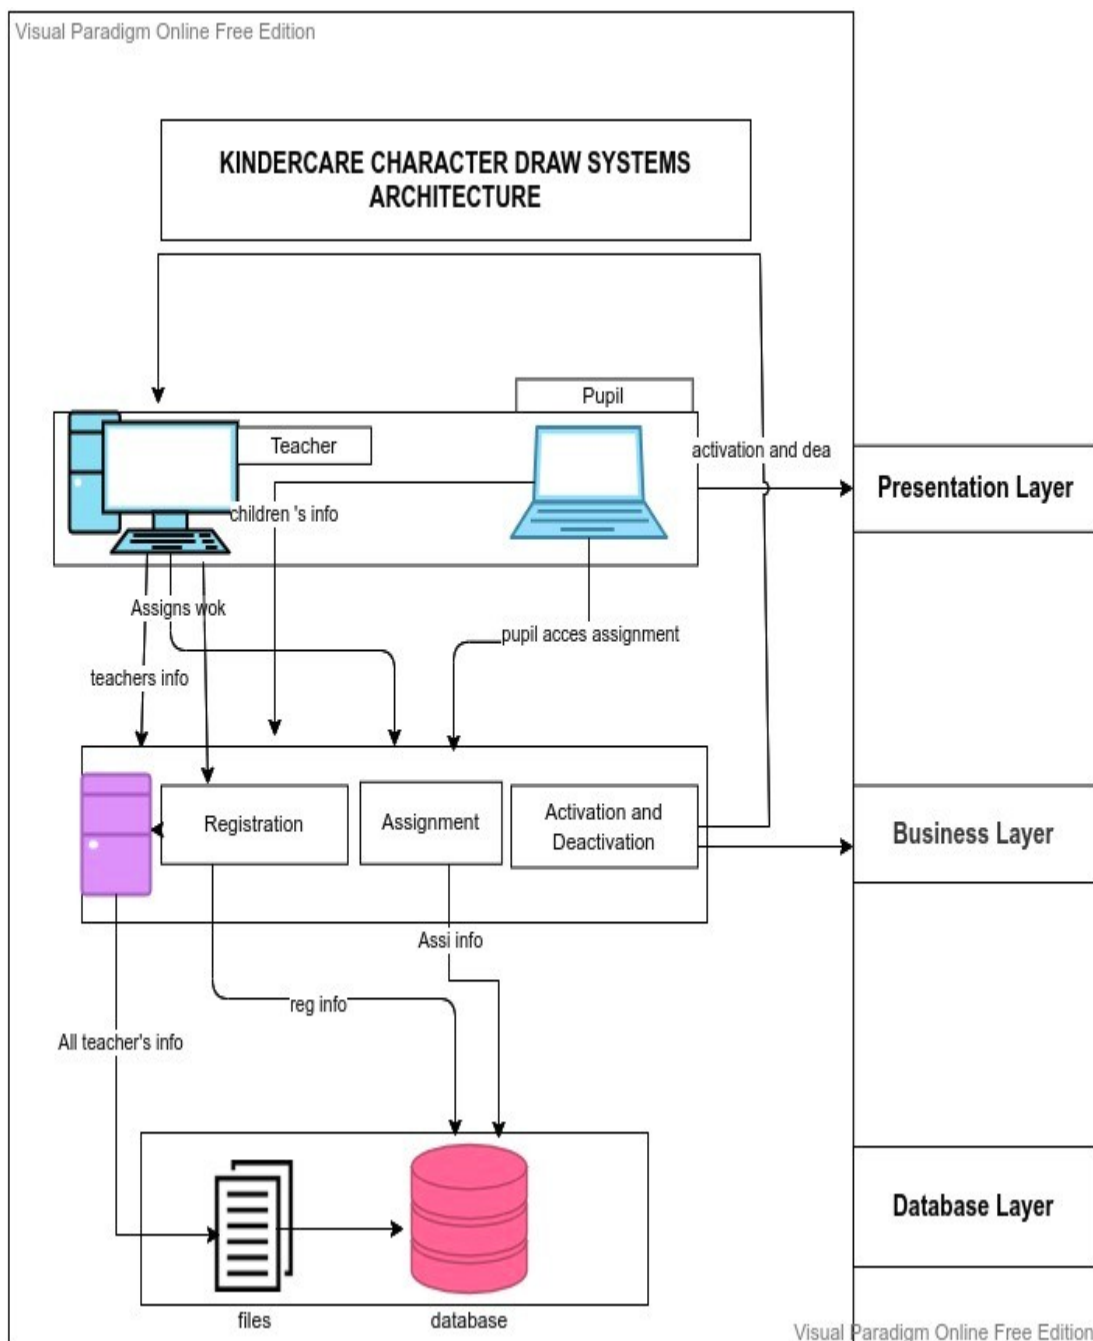 Visual Paradigm Online Free Edition
KINDERCARE CHARACTER DRAW SYSTEMS
ARCHITECTURE
Pupil
Teacher
activation and dea
Presentation Layer
children 's info
Assigns wok
pupil acces assignment
teachers info
Registration
Assignment
Activation and
Deactivation
Business Layer
Assi info
reg info
All teacher's info
Database Layer
files
database
Visual Paradigm Online Free Edition